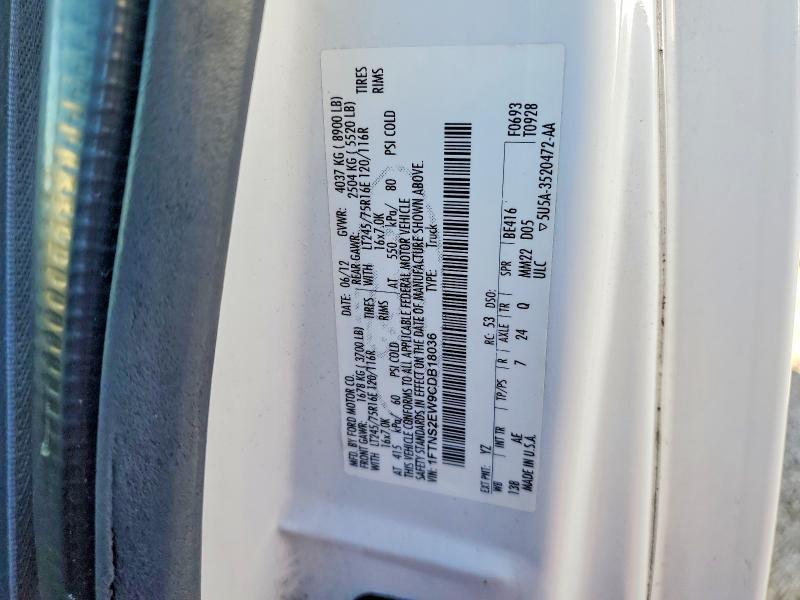 MFD. BY FORD MOTOR CO. DATE: 06/12 GVWR: 4037 KG ( 8900 LB)
FRONT GAWR: 1678 KG (3700 LB) REAR GAWR: 2504 KG ( 5520 LB)
LT245/75R16E 120/116R TIRES WITH LT245/75R16E 120/116R TIRES
16x7.0K RIMS 16x7.0K RIMS
AT 415 kPa/ 60 PSI COLD AT 550 kPa/ 80 PSI COLD
THIS VEHICLE CONFORMS TO ALL APPLICABLE FEDERAL MOTOR VEHICLE
SAFETY STANDARDS IN EFFECT ON THE DATE OF MANUFACTURE SHOWN ABOVE.
VIN: 1FTNS2EW9CDB18036 TYPE: Truck
F0693
T0928
EXT PNT: YZ RC: 53 DSO:
WB INT TR TP/PS R AXLE TR SPR BE416
138 AE 7 24 Q MM22 D05
MADE IN U.S.A. ULC ▽5U5A-3520472-AA